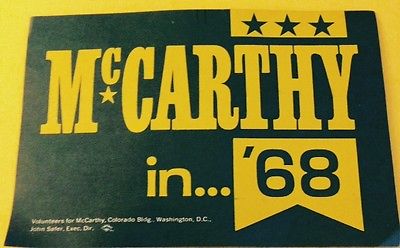 McCARTHY
in... '68
Volunteers for McCarthy, Colorado Bldg., Washington, D.C.,
John Safer, Exec. Dir.